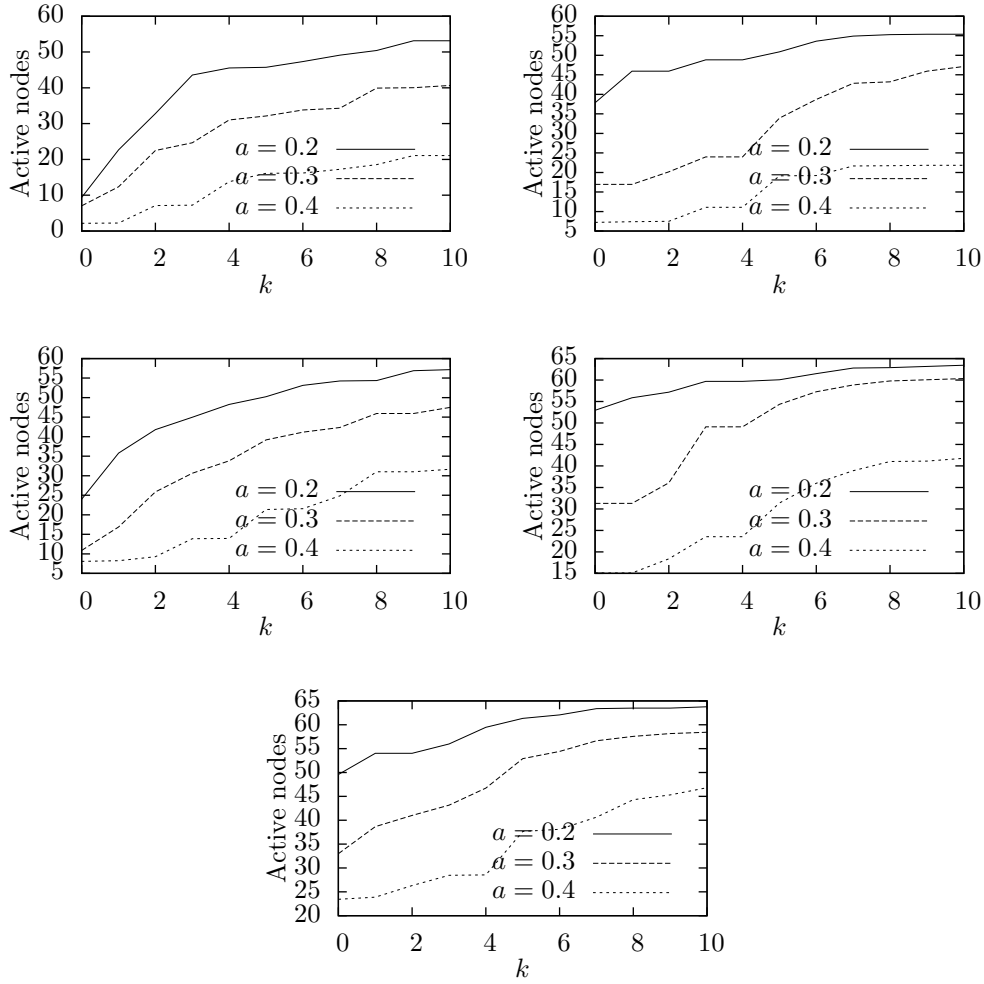 60
50
40
30
20
10
0
Active nodes
a = 0.2
a = 0.3
a = 0.4
0 2 4 6 8 10
k
60
55
50
45
40
35
30
25
20
15
10
5
Active nodes
a = 0.2
a = 0.3
a = 0.4
0 2 4 6 8 10
k
60
55
50
45
40
35
30
25
20
15
10
5
Active nodes
a = 0.2
a = 0.3
a = 0.4
0 2 4 6 8 10
k
65
60
55
50
45
40
35
30
25
20
15
Active nodes
a = 0.2
a = 0.3
a = 0.4
0 2 4 6 8 10
k
65
60
55
50
45
40
35
30
25
20
Active nodes
a = 0.2
a = 0.3
a = 0.4
0 2 4 6 8 10
k